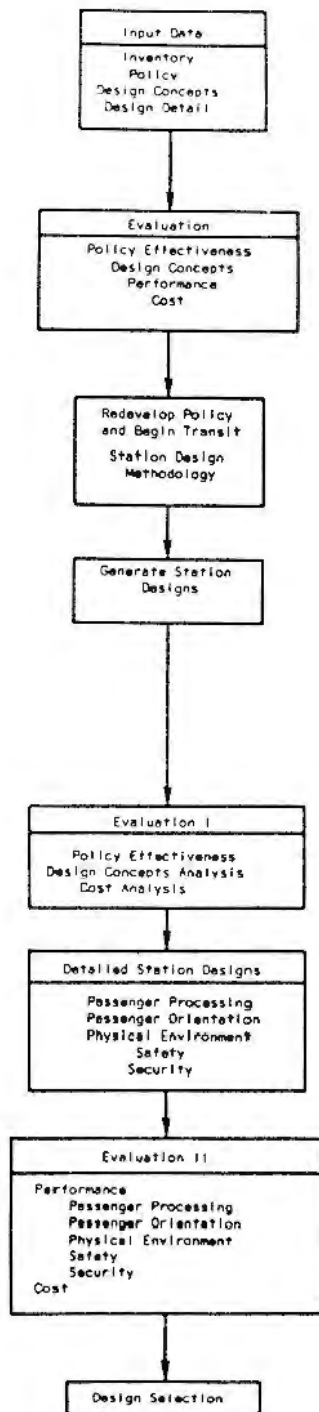 Input Data
Inventory
Policy
Design Concepts
Design Detail
Evaluation
Policy Effectiveness
Design Concepts
Performance
Cost
Redevelop Policy
and Begin Transit
Station Design
Methodology
Generate Station
Designs
Evaluation I
Policy Effectiveness
Design Concepts Analysis
Cost Analysis
Detailed Station Designs
Passenger Processing
Passenger Orientation
Physical Environment
Safety
Security
Evaluation II
Performance
Passenger Processing
Passenger Orientation
Physical Environment
Safety
Security
Cost
Design Selection